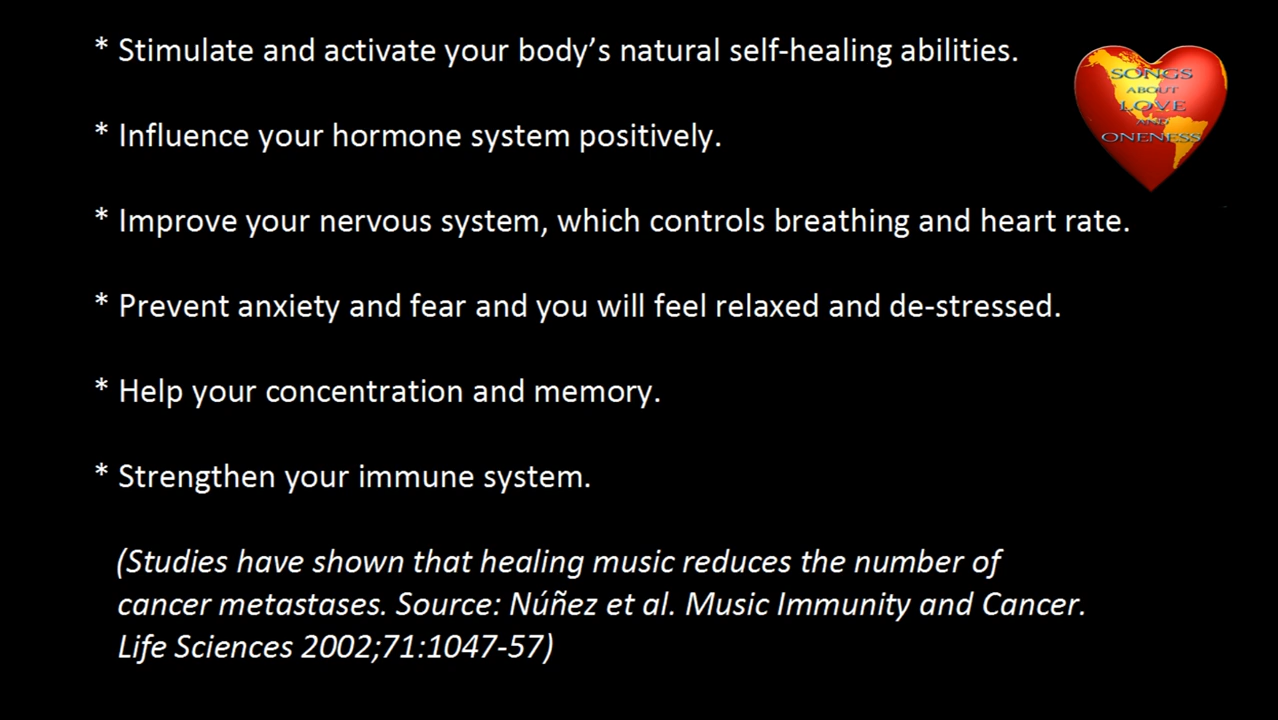 * Stimulate and activate your body’s natural self-healing abilities.
SONGS
ABOUT
LOVE
AND
ONENESS
* Influence your hormone system positively.
* Improve your nervous system, which controls breathing and heart rate.
* Prevent anxiety and fear and you will feel relaxed and de-stressed.
* Help your concentration and memory.
* Strengthen your immune system.
(Studies have shown that healing music reduces the number of
cancer metastases. Source: Núñez et al. Music Immunity and Cancer.
Life Sciences 2002;71:1047-57)